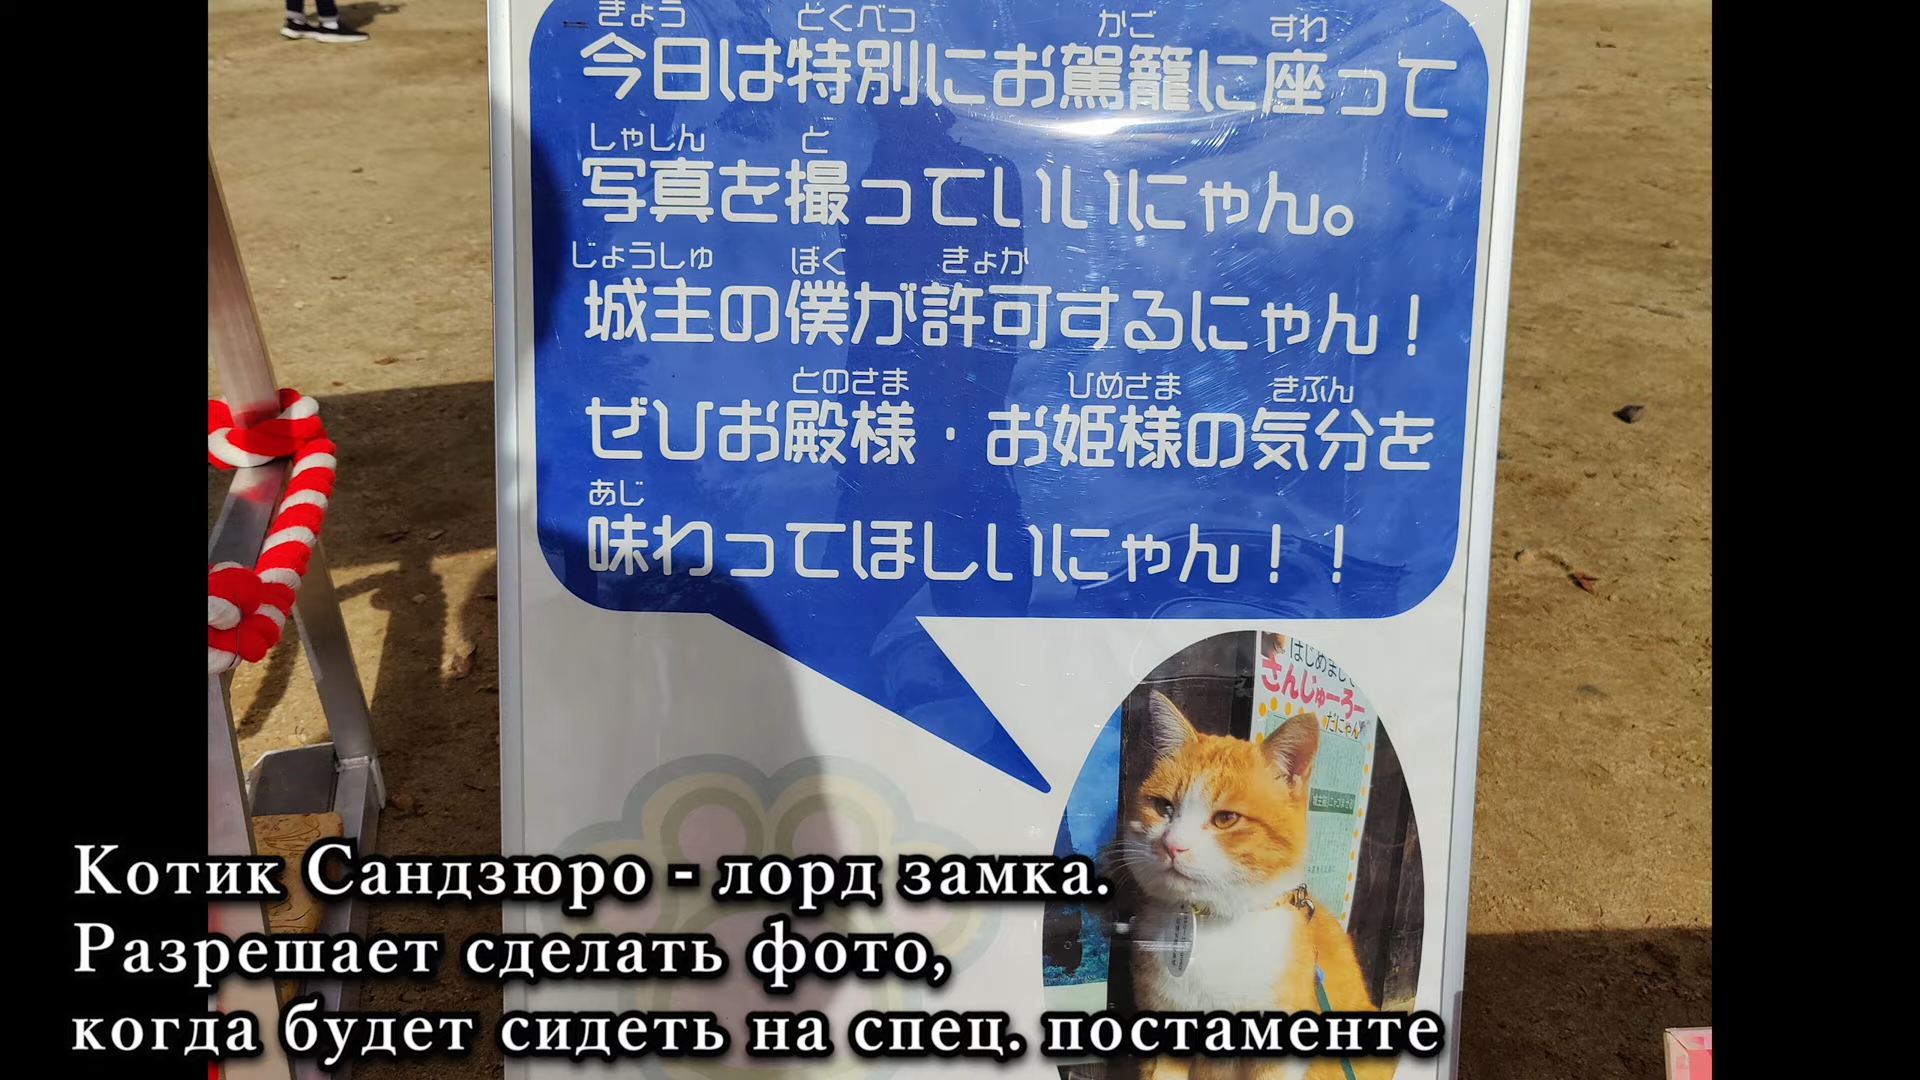 きょう とくべつ かご すわ
今日は特別にお駕籠に座って
しゃしん と
写真を撮っていいにゃん。
じょうしゅ ぼく きょか
城主の僕が許可するにゃん！
とのさま ひめさま きぶん
ぜひお殿様・お姫様の気分を
あじ
味わってほしいにゃん！！
はじめまして
さんじゅーろー
だにゃん
Котик Сандзюро - лорд замка.
Разрешает сделать фото,
когда будет сидеть на спец. постаменте